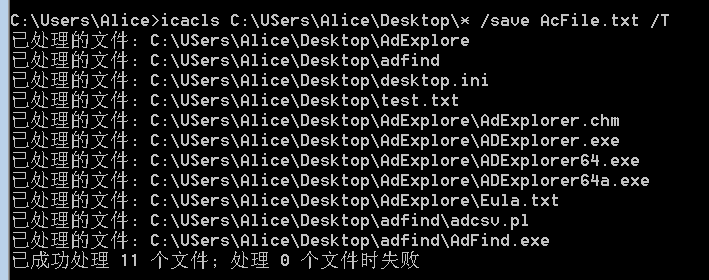 C:\Users\Alice>icacls C:\USers\Alice\Desktop\* /save AcFile.txt /T
已处理的文件: C:\USers\Alice\Desktop\AdExplore
已处理的文件: C:\USers\Alice\Desktop\adfind
已处理的文件: C:\USers\Alice\Desktop\desktop.ini
已处理的文件: C:\USers\Alice\Desktop\test.txt
已处理的文件: C:\USers\Alice\Desktop\AdExplore\AdExplorer.chm
已处理的文件: C:\USers\Alice\Desktop\AdExplore\ADExplorer.exe
已处理的文件: C:\USers\Alice\Desktop\AdExplore\ADExplorer64.exe
已处理的文件: C:\USers\Alice\Desktop\AdExplore\ADExplorer64a.exe
已处理的文件: C:\USers\Alice\Desktop\AdExplore\Eula.txt
已处理的文件: C:\USers\Alice\Desktop\adfind\adcsv.pl
已处理的文件: C:\USers\Alice\Desktop\adfind\AdFind.exe
已成功处理 11 个文件; 处理 0 个文件时失败